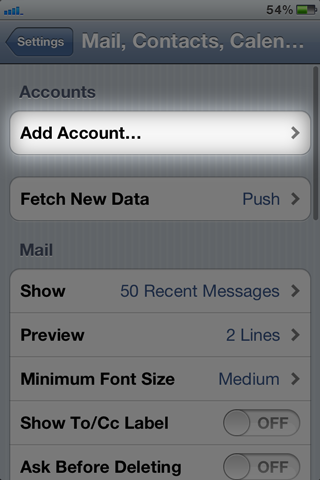 54%
Settings
Mail, Contacts, Calen...
Accounts
Add Account...
Fetch New Data Push
Mail
Show 50 Recent Messages
Preview 2 Lines
Minimum Font Size Medium
Show To/Cc Label OFF
Ask Before Deleting OFF